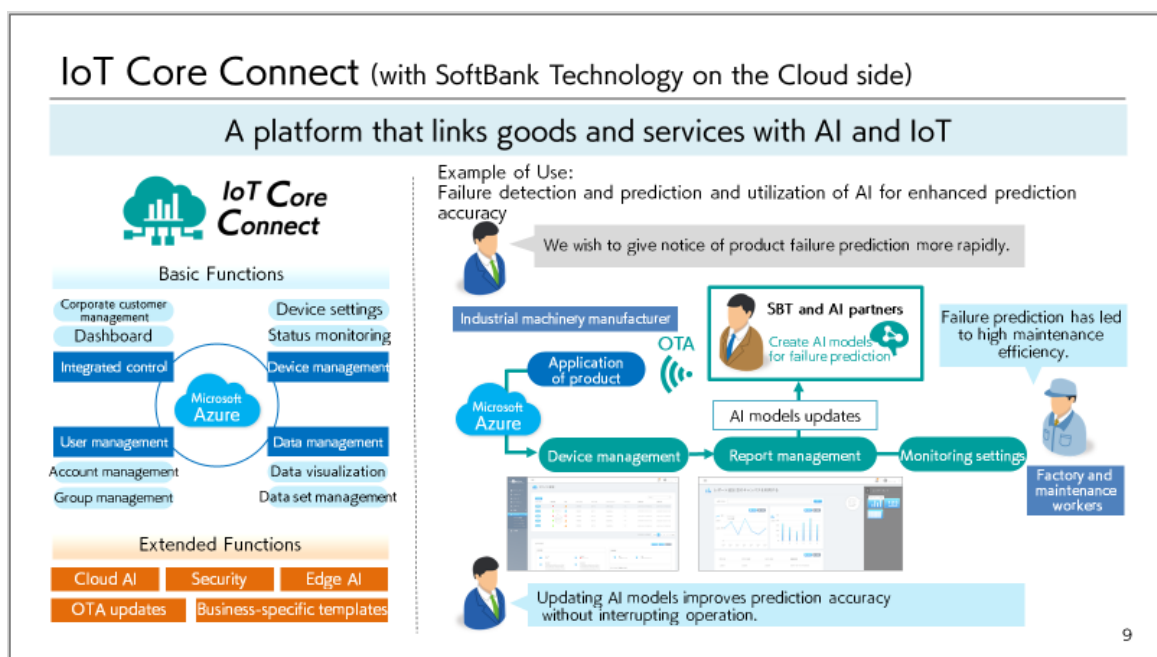 IoT Core Connect (with SoftBank Technology on the Cloud side)
A platform that links goods and services with AI and IoT
IoT Core
Connect
Basic Functions
Corporate customer
management
Dashboard
Integrated control
Device settings
Status monitoring
Device management
Microsoft
Azure
User management
Account management
Group management
Data management
Data visualization
Data set management
Extended Functions
Cloud AI
Security
Edge AI
OTA updates
Business-specific templates
Example of Use:
Failure detection and prediction and utilization of AI for enhanced prediction
accuracy
We wish to give notice of product failure prediction more rapidly.
Industrial machinery manufacturer
SBT and AI partners
Create AI models
for failure prediction
Failure prediction has led
to high maintenance
efficiency.
OTA
Application
of product
Microsoft
Azure
AI models updates
Device management
Report management
Monitoring settings
Factory and
maintenance
workers
Updating AI models improves prediction accuracy
without interrupting operation.
9